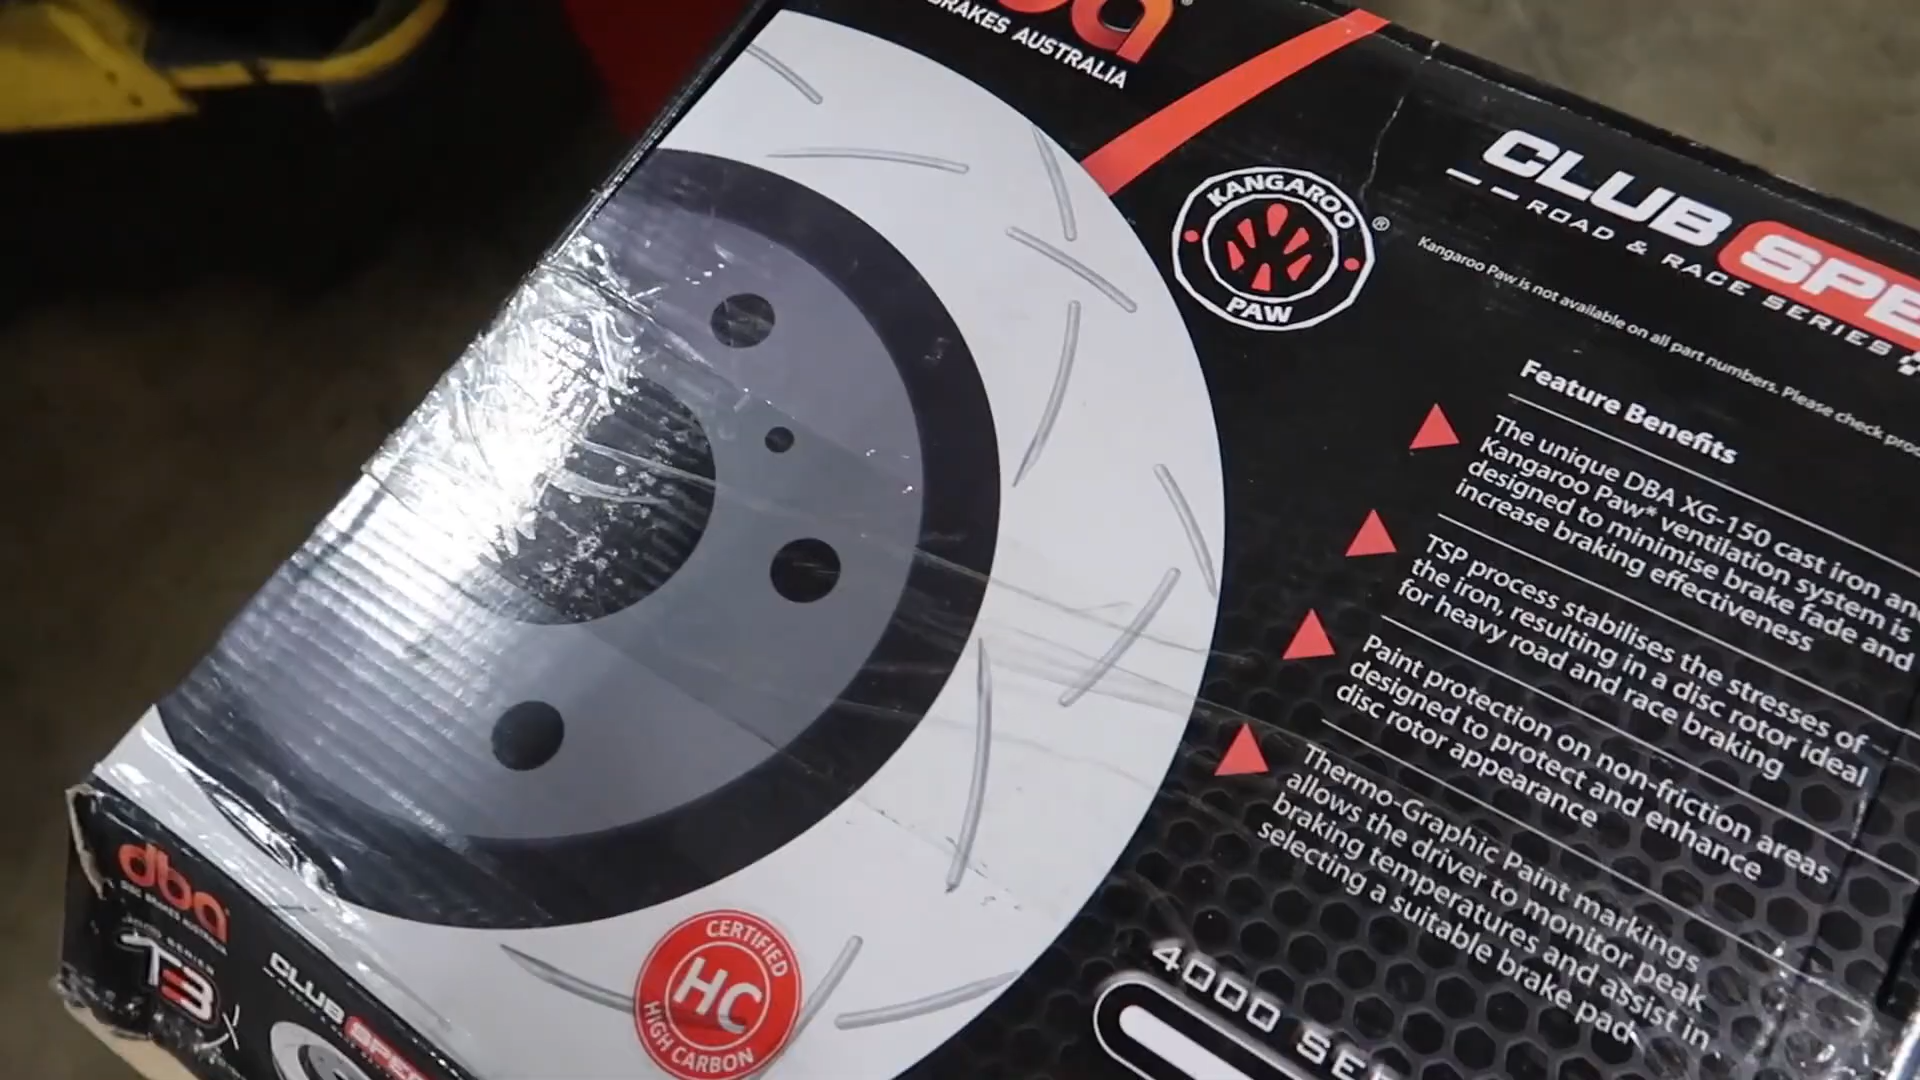 dba
BRAKES AUSTRALIA
KANGAROO
PAW
®
CLUB SPE
ROAD & RACE SERIES
Kangaroo Paw is not available on all part numbers. Please check
Feature Benefits
The unique DBA XG-150 cast iron and
Kangaroo Paw* ventilation system is
designed to minimise brake fade and
increase braking effectiveness
TSP process stabilises the stresses of
the iron, resulting in a disc rotor ideal
for heavy road and race braking
Paint protection on non-friction areas
designed to protect and enhance
disc rotor appearance
Thermo-Graphic Paint markings
allows the driver to monitor peak
braking temperatures and assist in
selecting a suitable brake pad
4000 SE
CERTIFIED
HC
HIGH CARBON
dba
DISC BRAKES AUSTRALIA
T3
CLUB SPEC